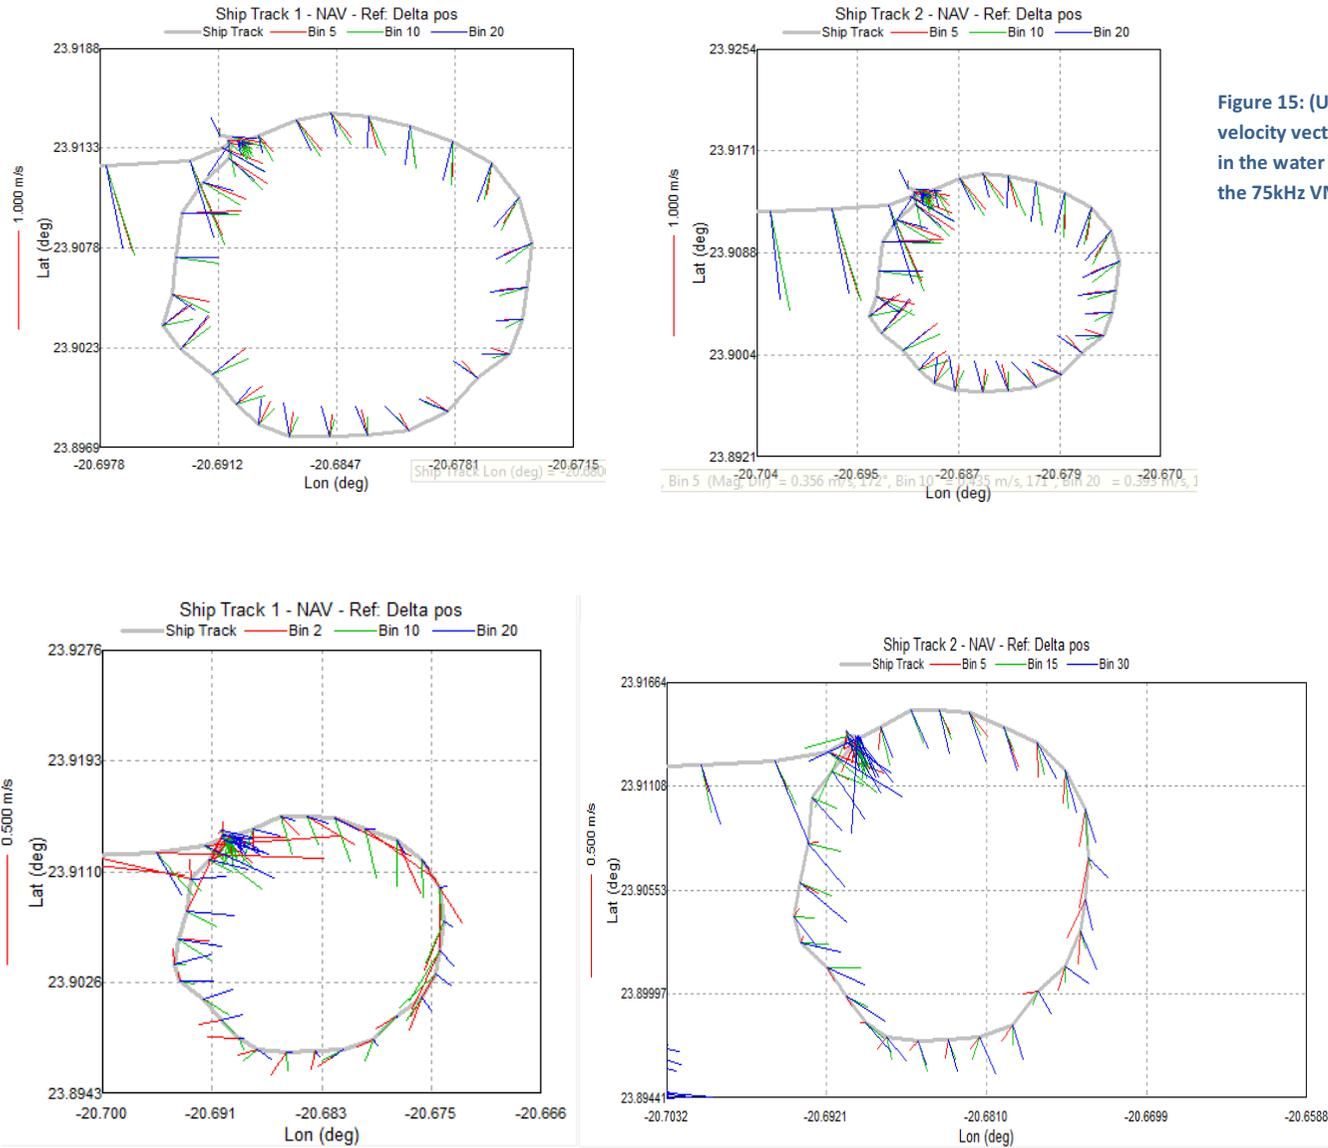 Ship Track 1 - NAV - Ref: Delta pos
Ship Track Bin 5 Bin 10 Bin 20
23.9188
23.9133
23.9078
23.9023
23.8969
1.000 m/s
Lat (deg)
-20.6978 -20.6912 -20.6847 -20.6781 -20.6715
Ship Track Lon (deg) =
Lon (deg)
Ship Track 2 - NAV - Ref: Delta pos
Ship Track Bin 5 Bin 10 Bin 20
23.9254
23.9171
23.9088
23.9004
23.8921
1.000 m/s
Lat (deg)
-20.704 -20.695 -20.687 -20.679 -20.670
, Bin 5 (Mag, Dir) = 0.356 m/s, 172°, Bin 10 = 0.435 m/s, 171°, Bin 20 = 0.393 m/s, 1
Lon (deg)
Figure 15: (U
velocity vect
in the water
the 75kHz VM
Ship Track 1 - NAV - Ref: Delta pos
Ship Track Bin 2 Bin 10 Bin 20
23.9276
23.9193
23.9110
23.9026
23.8943
0.500 m/s
Lat (deg)
-20.700 -20.691 -20.683 -20.675 -20.666
Lon (deg)
Ship Track 2 - NAV - Ref: Delta pos
Ship Track Bin 5 Bin 15 Bin 30
23.91664
23.91108
23.90553
23.89997
23.89441
0.500 m/s
Lat (deg)
-20.7032 -20.6921 -20.6810 -20.6699 -20.6588
Lon (deg)